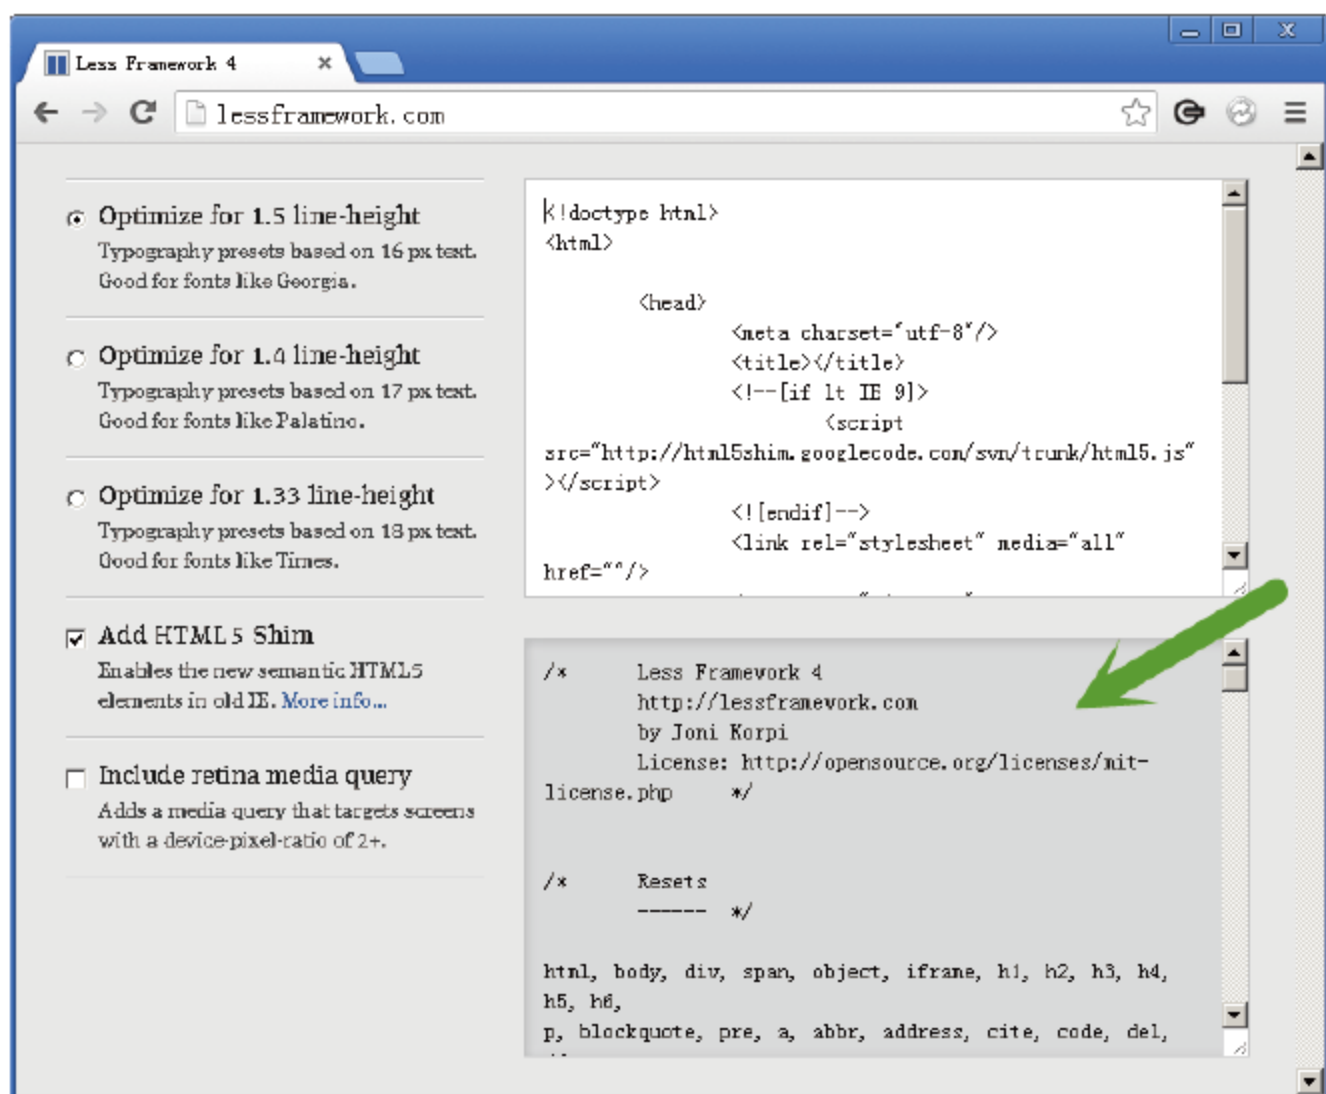 Less Framework 4
lessframework.com
Optimize for 1.5 line-height
Typography presets based on 16 px text.
Good for fonts like Georgia.
Optimize for 1.4 line-height
Typography presets based on 17 px text.
Good for fonts like Palatino.
Optimize for 1.33 line-height
Typography presets based on 18 px text.
Good for fonts like Times.
Add HTML5 Shim
Enables the new semantic HTML5
elements in old IE. More info...
Include retina media query
Adds a media query that targets screens
with a device-pixel-ratio of 2+.
<!doctype html>
<html>
<head>
<meta charset="utf-8"/>
<title></title>
<!--[if lt IE 9]>
<script
src="http://html5shim.googlecode.com/svn/trunk/html5.js"
></script>
<![endif]-->
<link rel="stylesheet" media="all"
href=""/>
/* Less Framework 4
http://lessframework.com
by Joni Korpi
License: http://opensource.org/licenses/mit-
license.php */
/* Resets
------ */
html, body, div, span, object, iframe, h1, h2, h3, h4,
h5, h6,
p, blockquote, pre, a, abbr, address, cite, code, del,